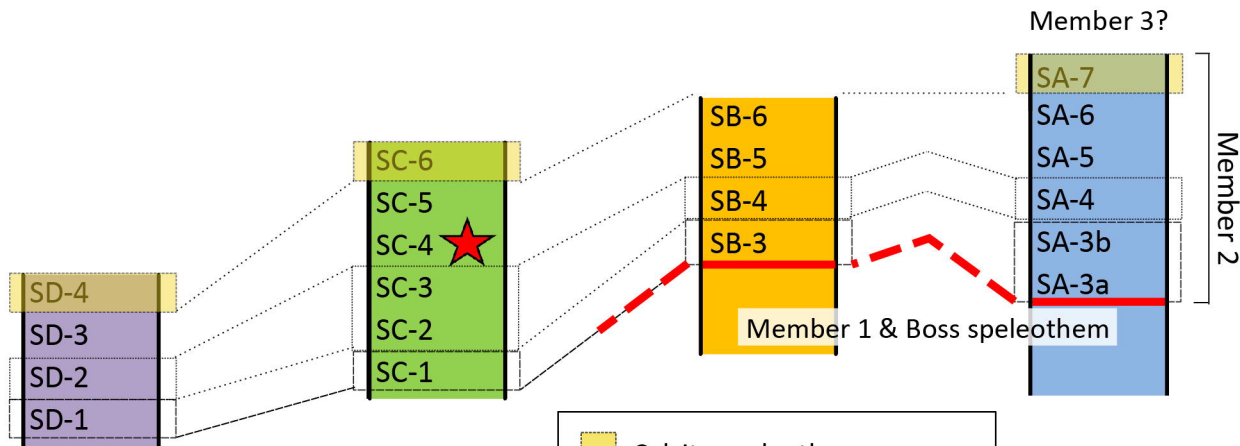 Member 3?
SD-4
SD-3
SD-2
SD-1
SC-6
SC-5
SC-4
SC-3
SC-2
SC-1
SB-6
SB-5
SB-4
SB-3
SA-7
SA-6
SA-5
SA-4
SA-3b
SA-3a
Member 2
Member 1 & Boss speleothem